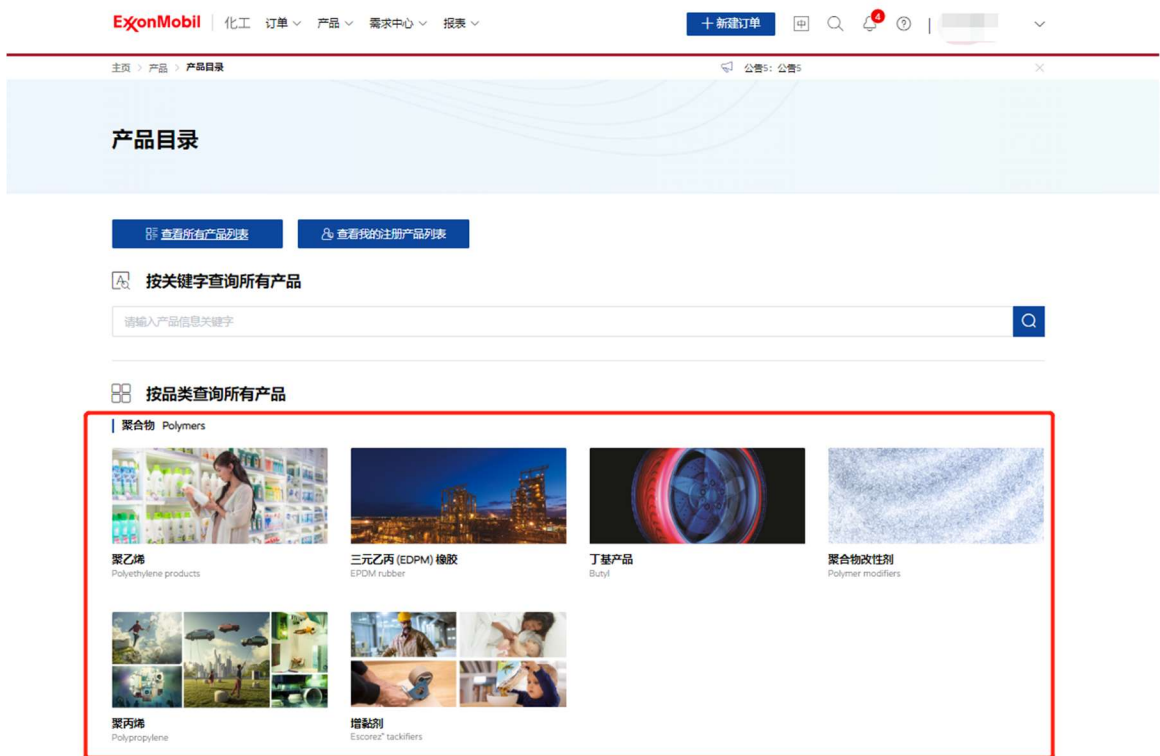 ExxonMobil 化工 订单 产品 需求中心 报表 十新建订单 中 4
主页 > 产品 > 产品目录 公告5：公告5
产品目录
查看所有产品列表 查看我的注册产品列表
按关键字查询所有产品
请输入产品信息关键字
按品类查询所有产品
聚合物 Polymers
聚乙烯 三元乙丙 (EDPM) 橡胶 丁基产品 聚合物改性剂
Polyethylene products EPDM rubber Butyl Polymer modifiers
聚丙烯 增黏剂
Polypropylene Escorez™ tackifiers